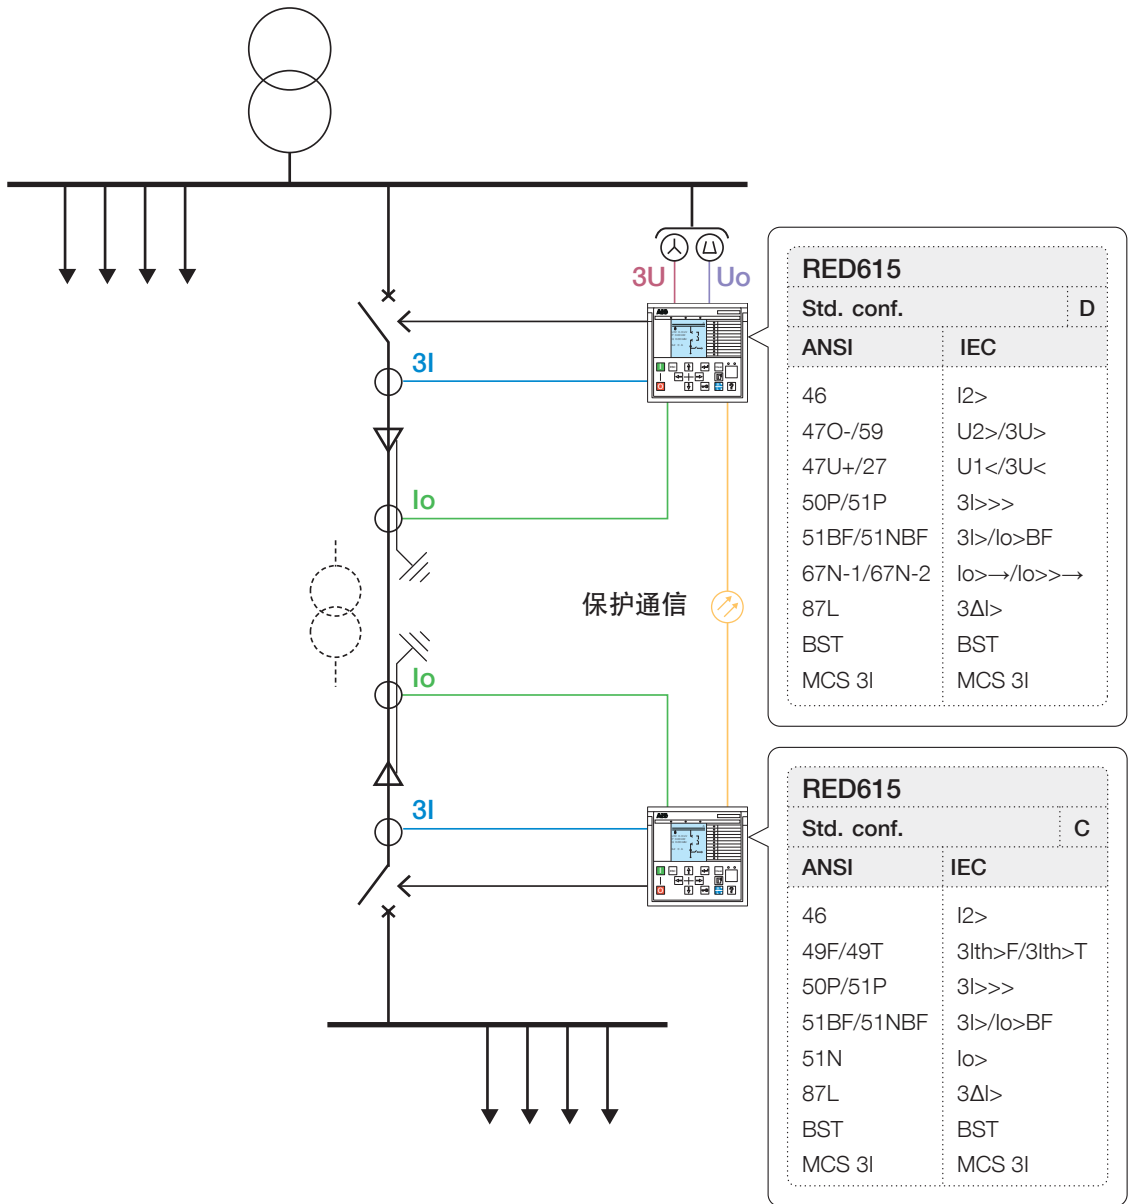 3U Uo
3I
Io
保护通信
Io
3I
ABB
ABB
RED615
Std. conf. D
ANSI IEC
46 I2>
47O-/59 U2>/3U>
47U+/27 U1</3U<
50P/51P 3I>>>
51BF/51NBF 3I>/Io>BF
67N-1/67N-2 Io>→/Io>>→
87L 3ΔI>
BST BST
MCS 3I MCS 3I
RED615
Std. conf. C
ANSI IEC
46 I2>
49F/49T 3Ith>F/3Ith>T
50P/51P 3I>>>
51BF/51NBF 3I>/Io>BF
51N Io>
87L 3ΔI>
BST BST
MCS 3I MCS 3I